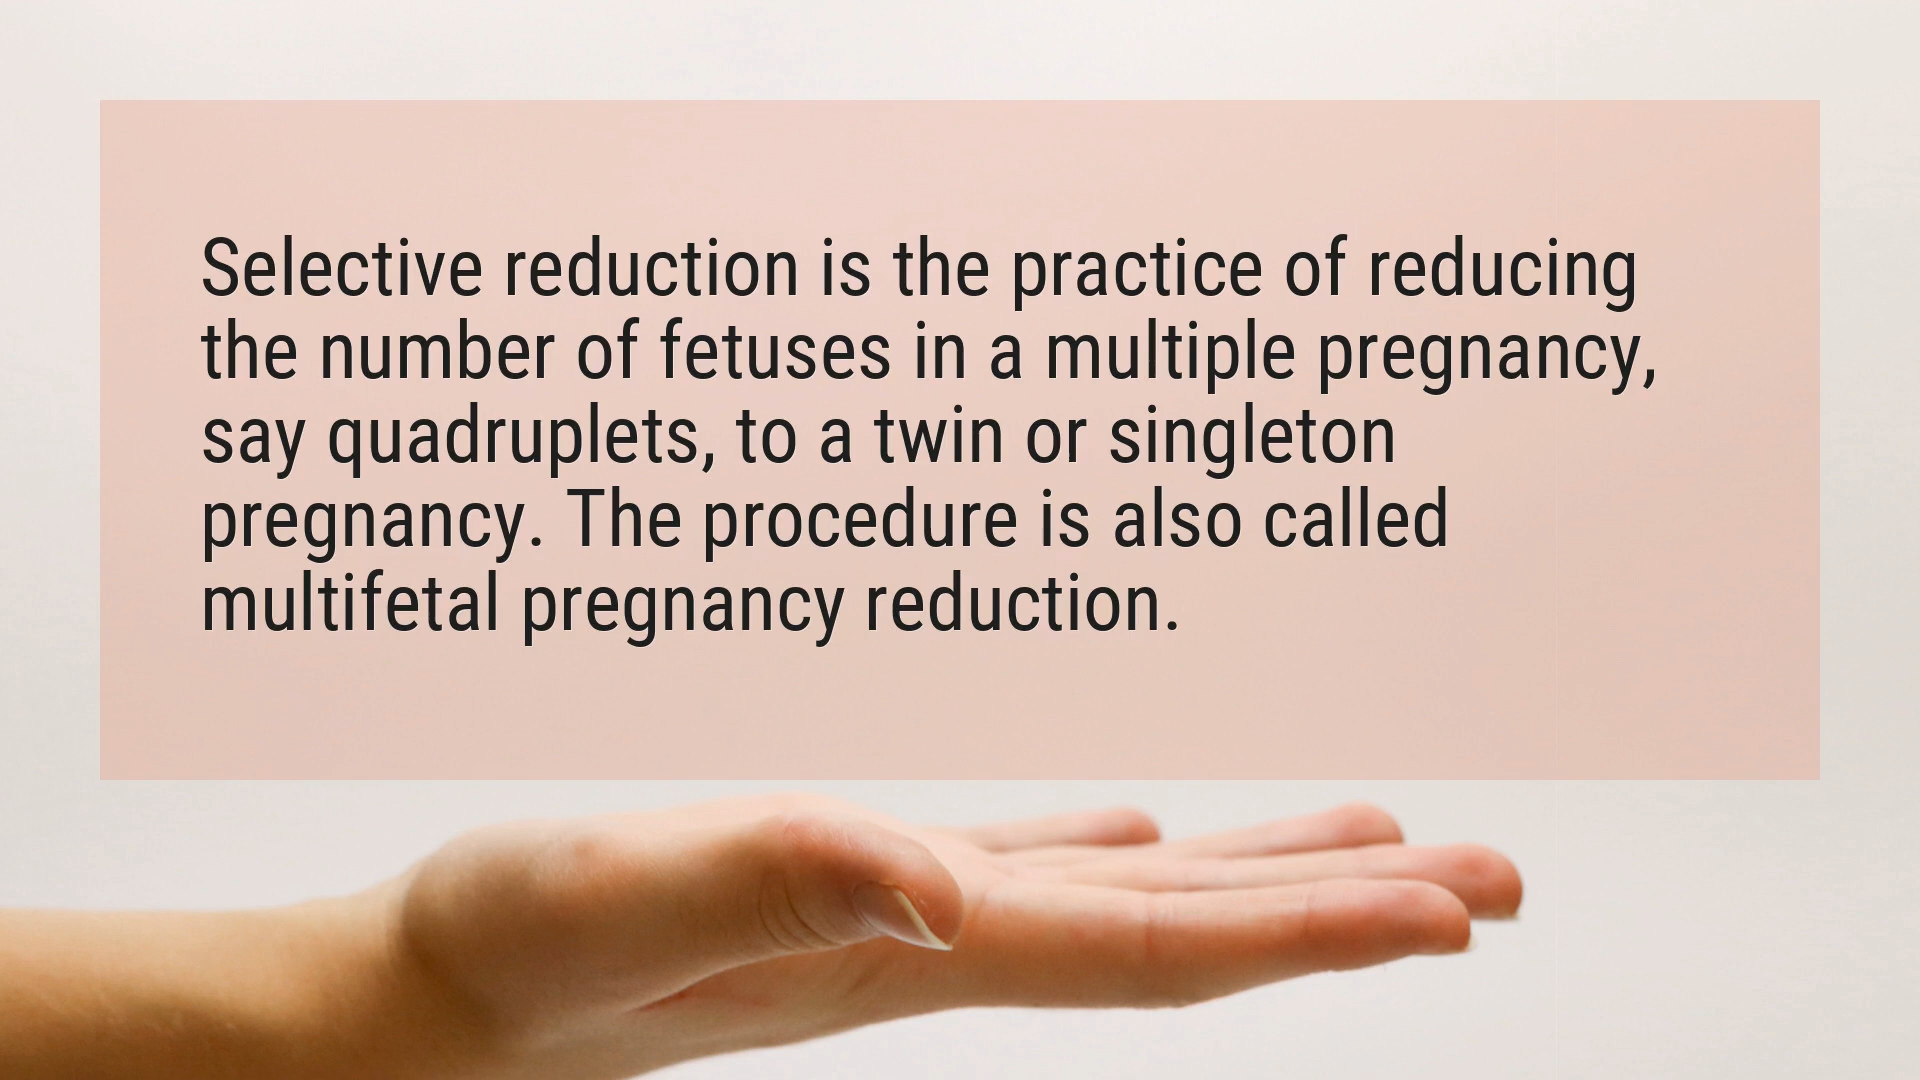 Selective reduction is the practice of reducing
the number of fetuses in a multiple pregnancy,
say quadruplets, to a twin or singleton
pregnancy. The procedure is also called
multifetal pregnancy reduction.